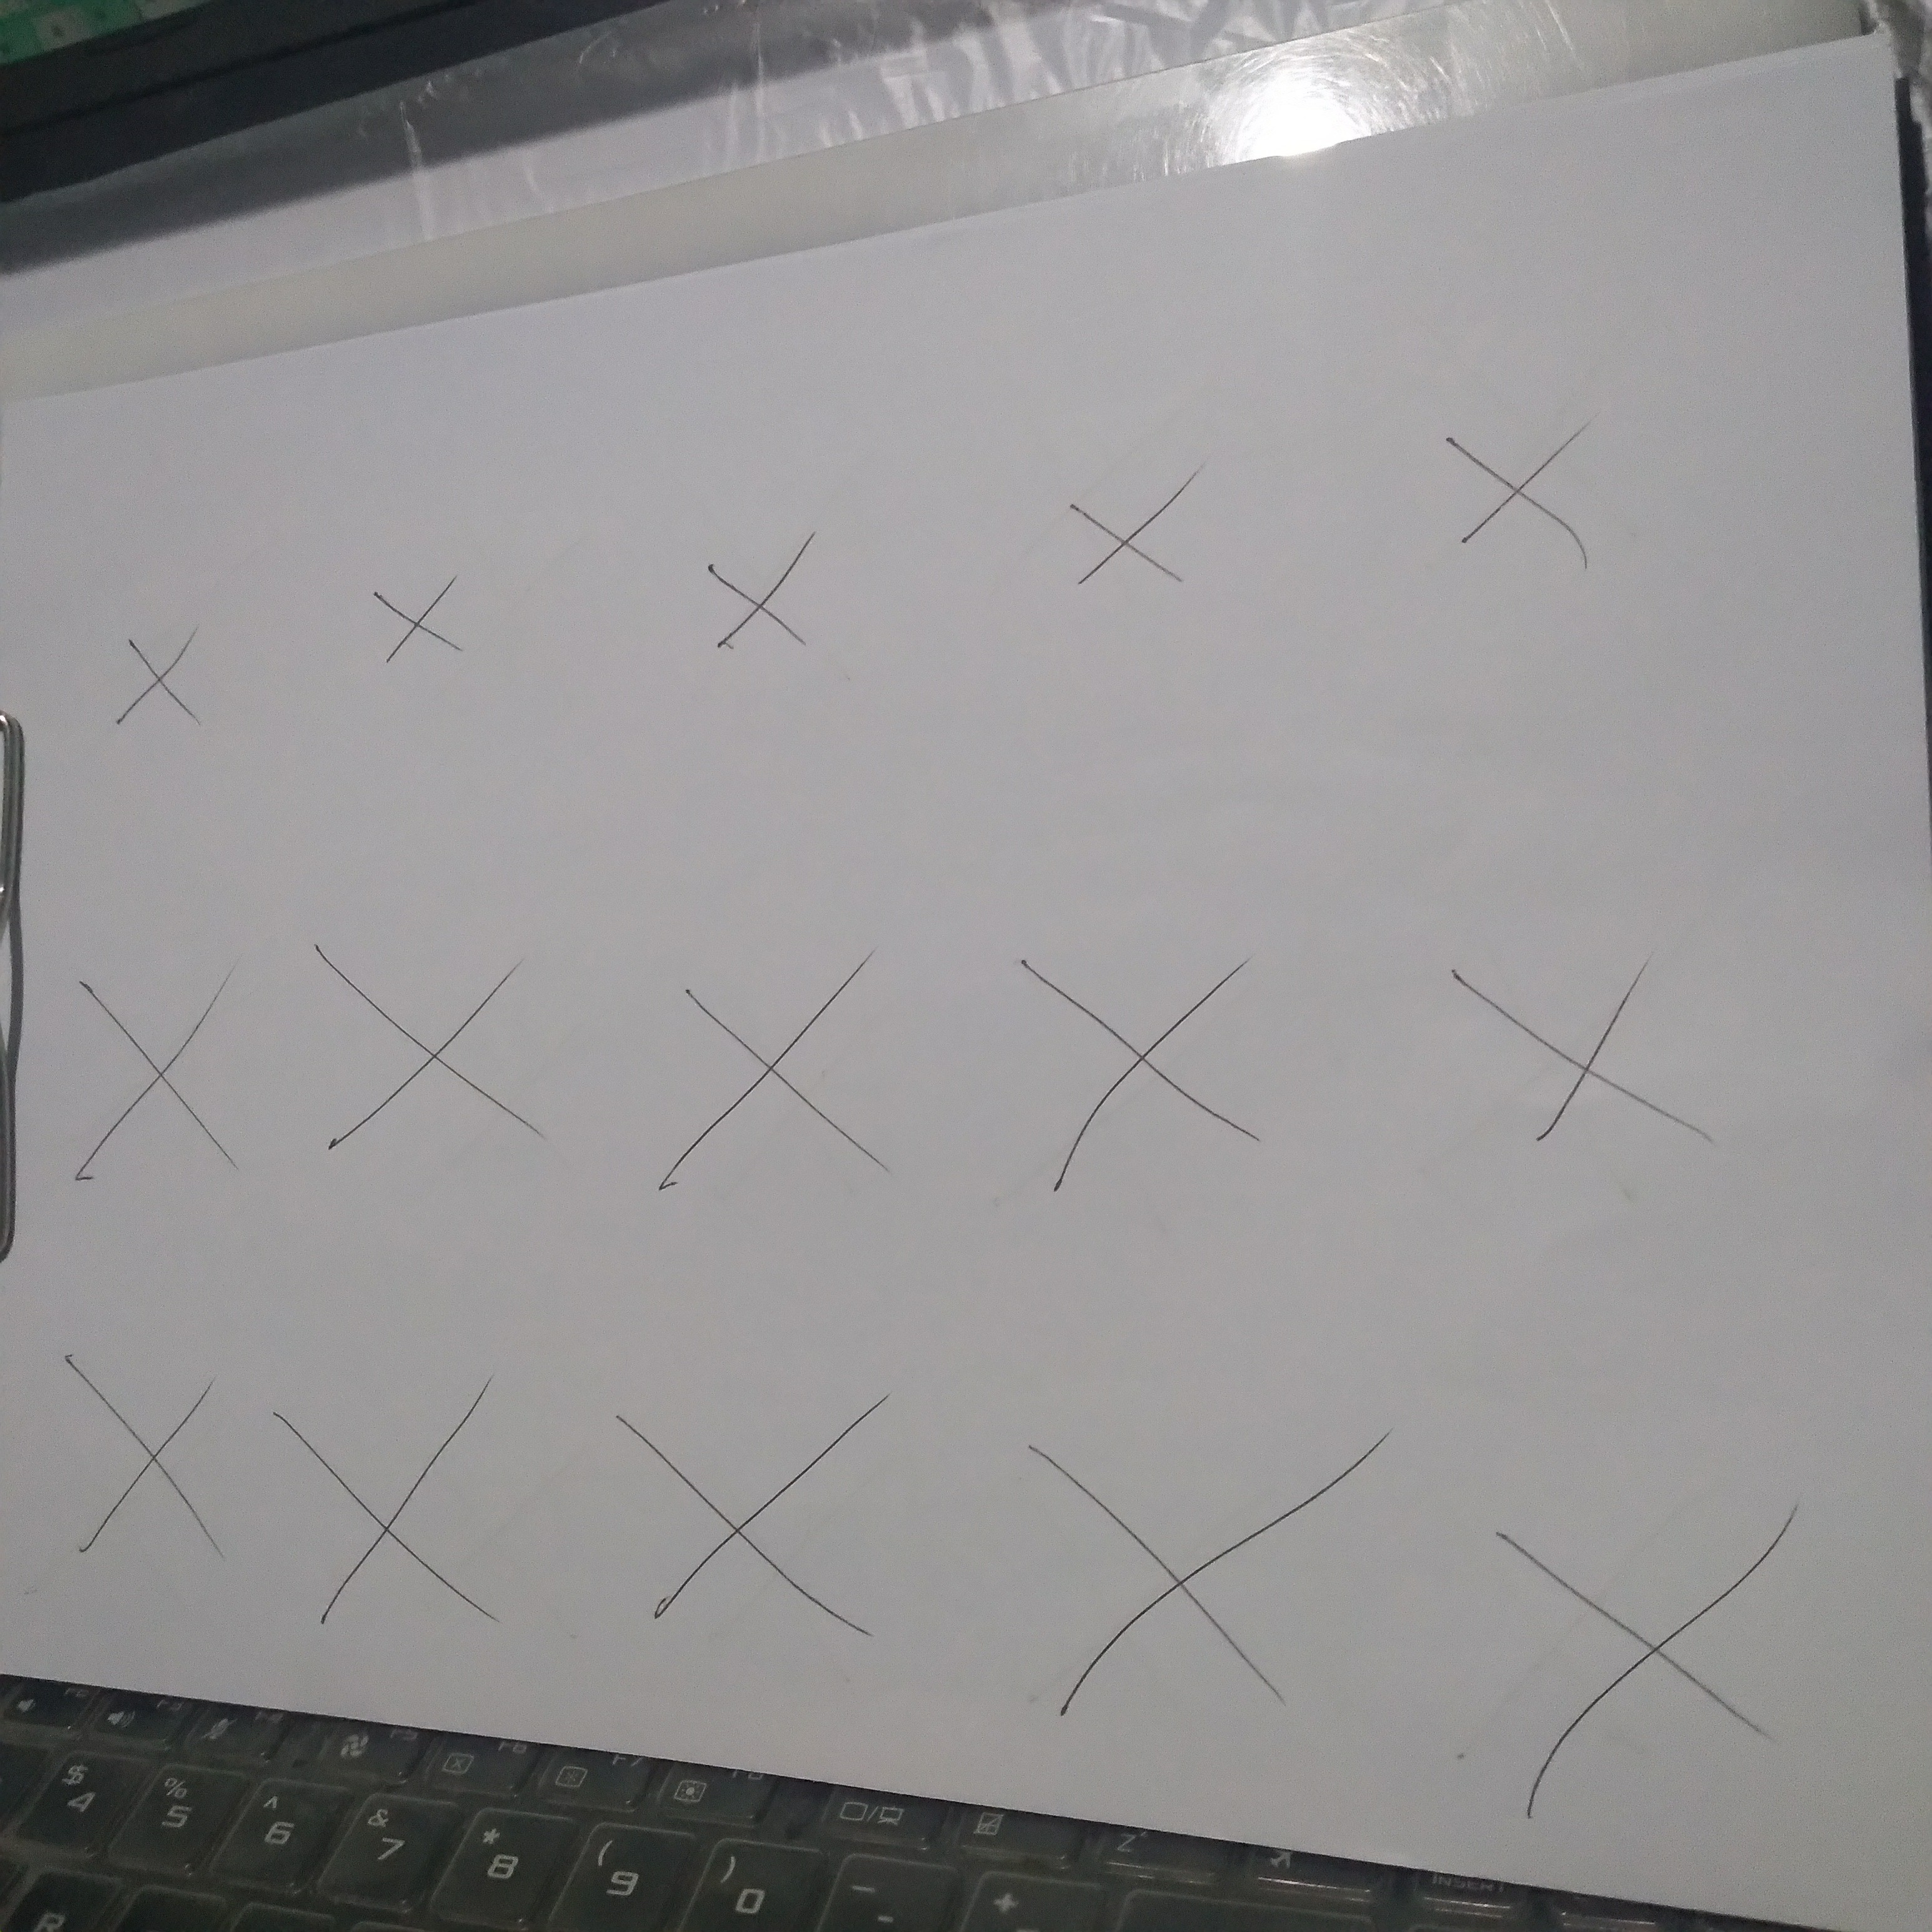 X X X X X
X X X X X
X X X X X
F2 F3 F4 F5 F6 F7 F8
$ % ^ & * ( ) _ +
4 5 6 7 8 9 0 -
INSERT
R